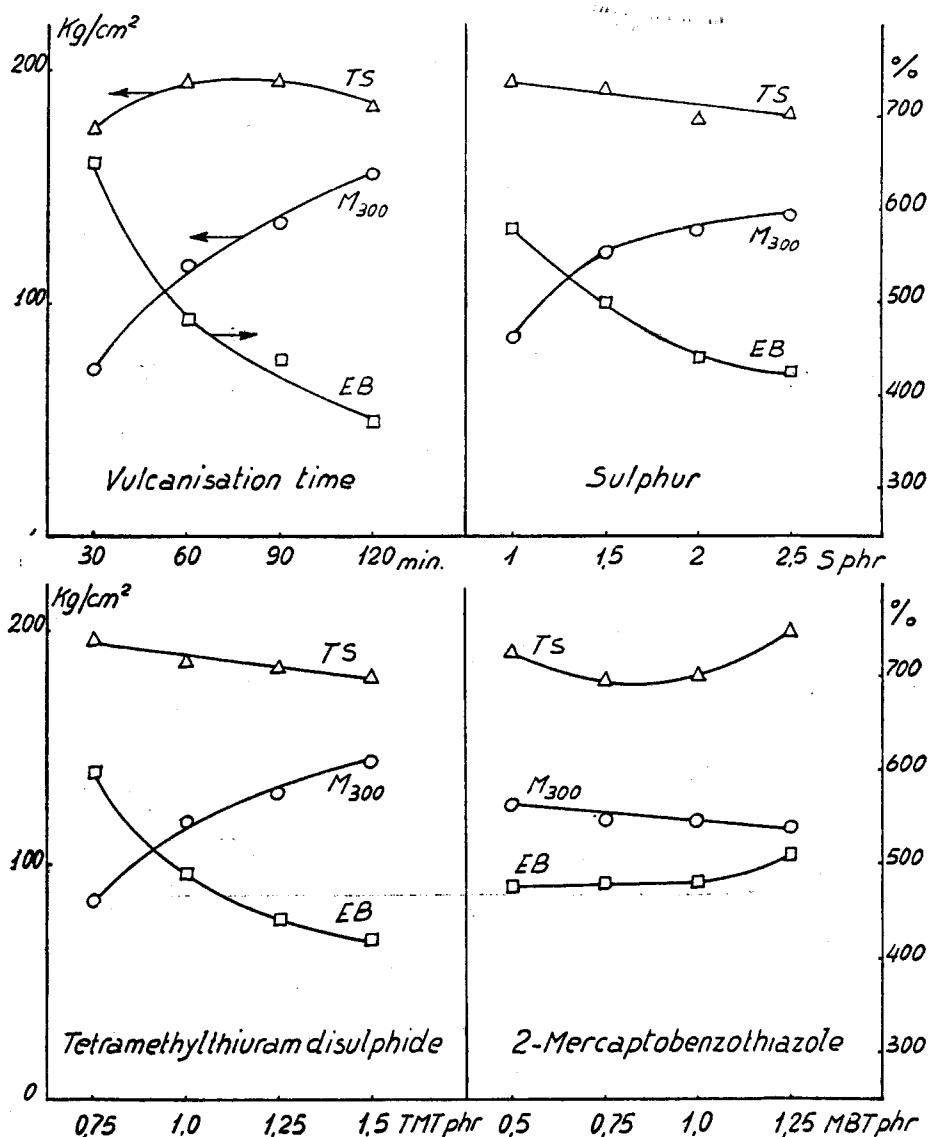 Kg/cm²
200
100
TS
M300
EB
Vulcanisation time
30 60 90 120 min.
%
700
600
500
400
300
TS
M300
EB
Sulphur
1 1,5 2 2,5 S phr
Kg/cm²
200
100
0
TS
M300
EB
Tetramethylthiuram disulphide
0,75 1,0 1,25 1,5 TMT phr
%
700
600
500
400
300
TS
M300
EB
2-Mercaptobenzothiazole
0,5 0,75 1,0 1,25 MBT phr